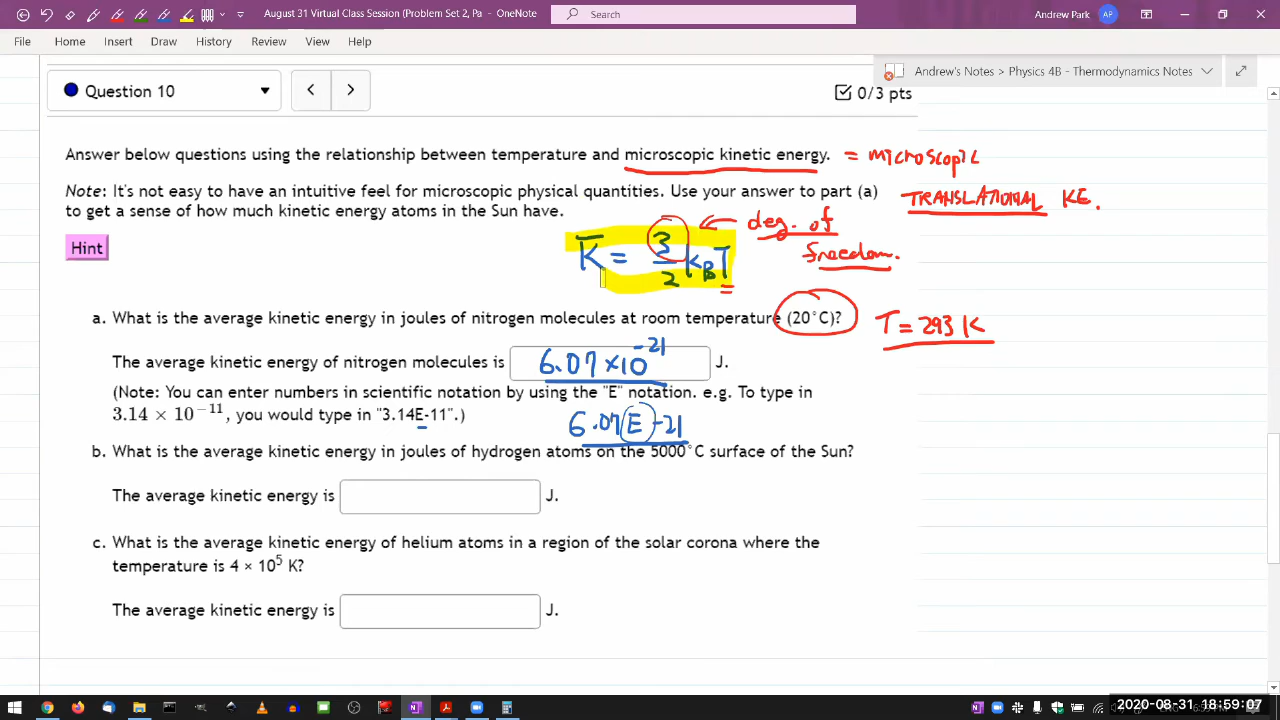 August 31 Virtual Class Session (Problem Set 2, Pa - OneNote
Search
Andrew Park
AP
File Home Insert Draw History Review View Help
Andrew's Notes > Physics 4B - Thermodynamics Notes
Question 10
0/3 pts
Answer below questions using the relationship between temperature and microscopic kinetic energy.
= MICROSCOPIC
TRANSLATIONAL KE.
Note: It's not easy to have an intuitive feel for microscopic physical quantities. Use your answer to part (a)
to get a sense of how much kinetic energy atoms in the Sun have.
Hint
K̅ = 3/2 k_B T
← deg. of
freedom.
a. What is the average kinetic energy in joules of nitrogen molecules at room temperature (20°C)?
T = 293 K
The average kinetic energy of nitrogen molecules is 6.07 × 10⁻²¹ J.
(Note: You can enter numbers in scientific notation by using the "E" notation. e.g. To type in
3.14 × 10⁻¹¹, you would type in "3.14E-11".)
6.07E-21
b. What is the average kinetic energy in joules of hydrogen atoms on the 5000°C surface of the Sun?
The average kinetic energy is J.
c. What is the average kinetic energy of helium atoms in a region of the solar corona where the
temperature is 4 × 10⁵ K?
The average kinetic energy is J.
2020-08-31 18:59:07